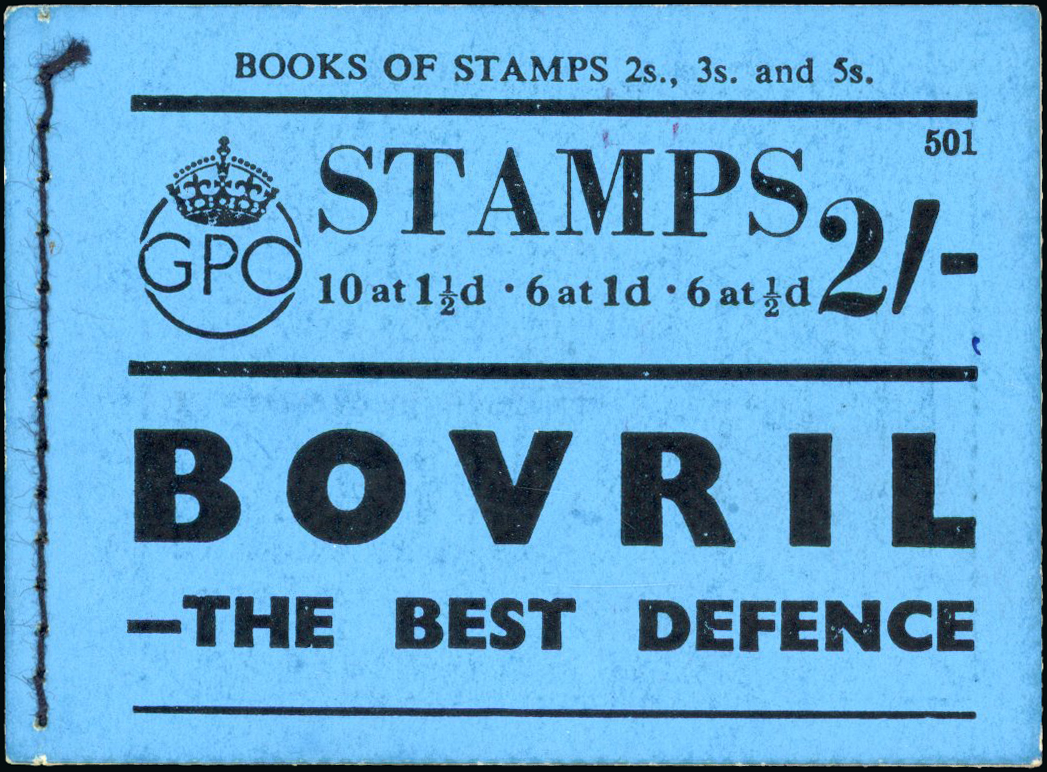 BOOKS OF STAMPS 2s., 3s. and 5s.
501
STAMPS 2/-
GPO
10 at 1½d · 6 at 1d · 6 at ½d
BOVRIL
—THE BEST DEFENCE